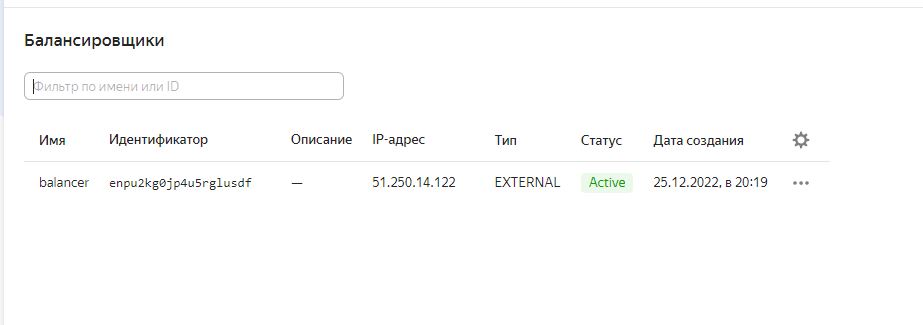 Балансировщики
Фильтр по имени или ID
Имя Идентификатор Описание IP-адрес Тип Статус Дата создания
balancer enpu2kg0jp4u5rglusdf — 51.250.14.122 EXTERNAL Active 25.12.2022, в 20:19